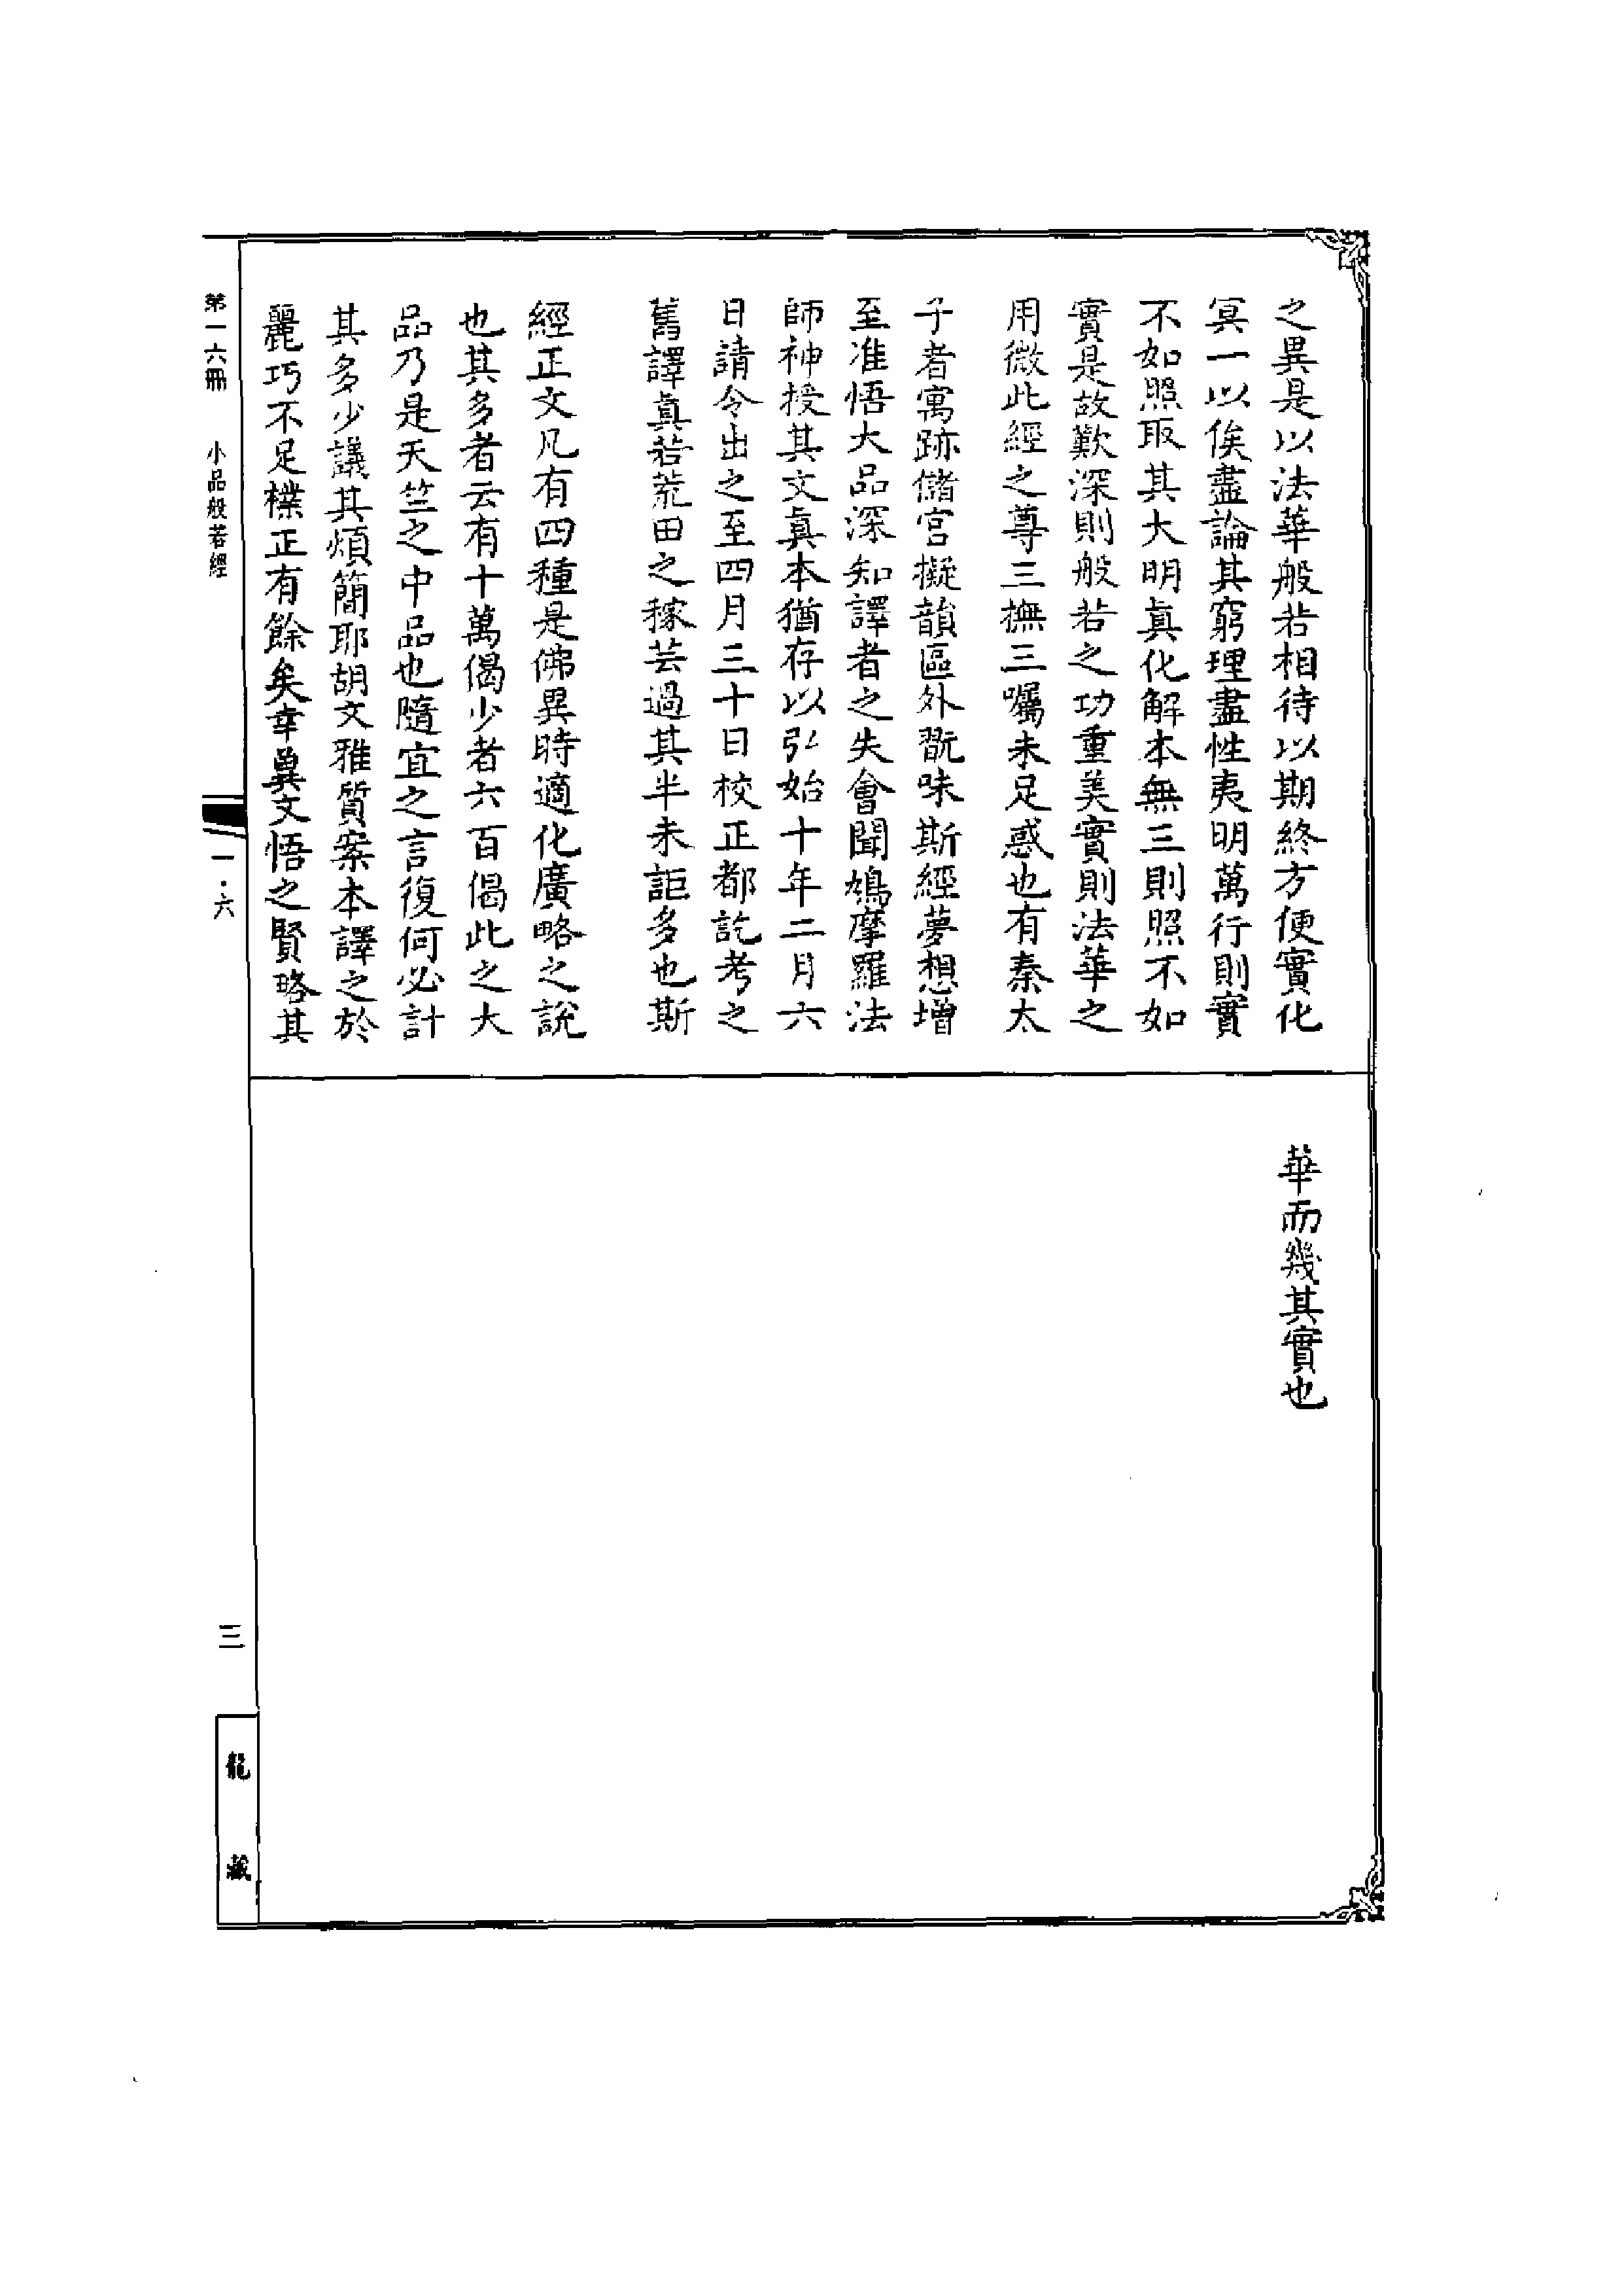 之異是以法華般若相待以期終方便實化
冥一以俟盡論其窮理盡性夷明萬行則實
不如照取其大明真化解本無三則照不如
實是故歎深則般若之功重美實則法華之
用微此經之尊三撫三囑未足惑也有秦太
子者寓跡儲宮擬韻區外翫味斯經夢想增
至准悟大品深知譯者之失會聞鳩摩羅法
師神授其文真本猶存以弘始十年二月六
日請令出之至四月三十日校正都訖考之
舊譯真若荒田之稼芸過其半未詎多也斯
經正文凡有四種是佛異時適化廣略之說
也其多者云有十萬偈少者六百偈此之大
品乃是天竺之中品也隨宜之言復何必計
其多少議其煩簡耶胡文雅質案本譯之於
麗巧不足樸正有餘矣幸冀文悟之賢略其
華而幾其實也
第一六冊 小品般若經
一·六
三
龍藏